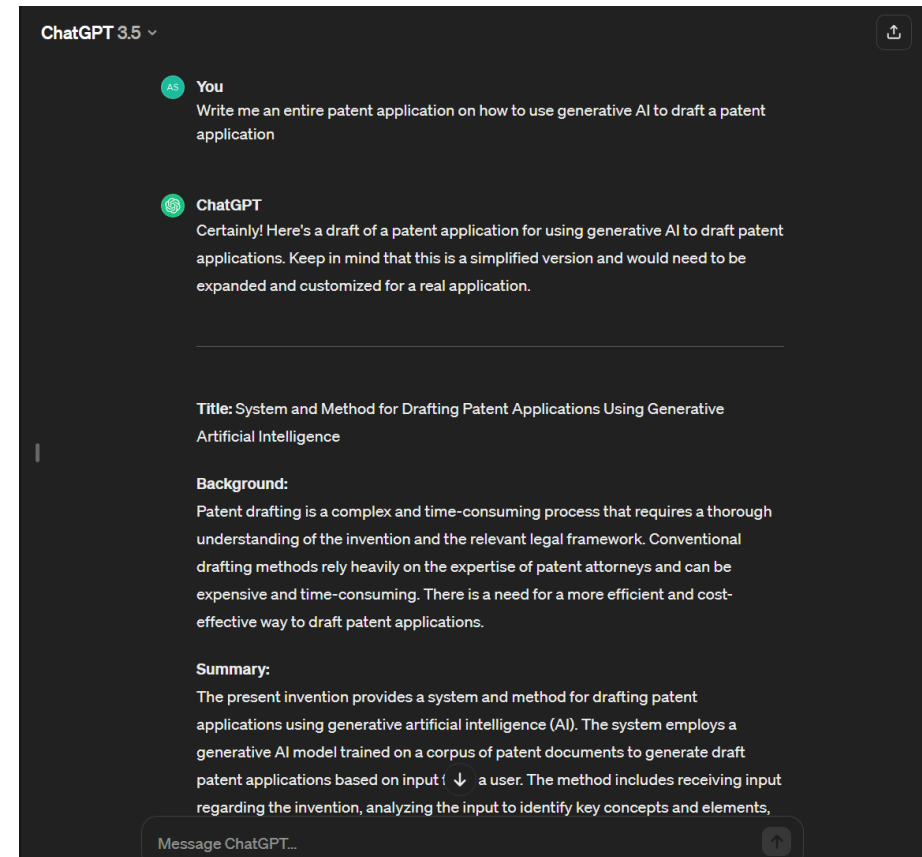 ChatGPT 3.5
AS
You
Write me an entire patent application on how to use generative AI to draft a patent
application
ChatGPT
Certainly! Here's a draft of a patent application for using generative AI to draft patent
applications. Keep in mind that this is a simplified version and would need to be
expanded and customized for a real application.
Title: System and Method for Drafting Patent Applications Using Generative
Artificial Intelligence
Background:
Patent drafting is a complex and time-consuming process that requires a thorough
understanding of the invention and the relevant legal framework. Conventional
drafting methods rely heavily on the expertise of patent attorneys and can be
expensive and time-consuming. There is a need for a more efficient and cost-
effective way to draft patent applications.
Summary:
The present invention provides a system and method for drafting patent
applications using generative artificial intelligence (AI). The system employs a
generative AI model trained on a corpus of patent documents to generate draft
patent applications based on input a user. The method includes receiving input
regarding the invention, analyzing the input to identify key concepts and elements,
Message ChatGPT...